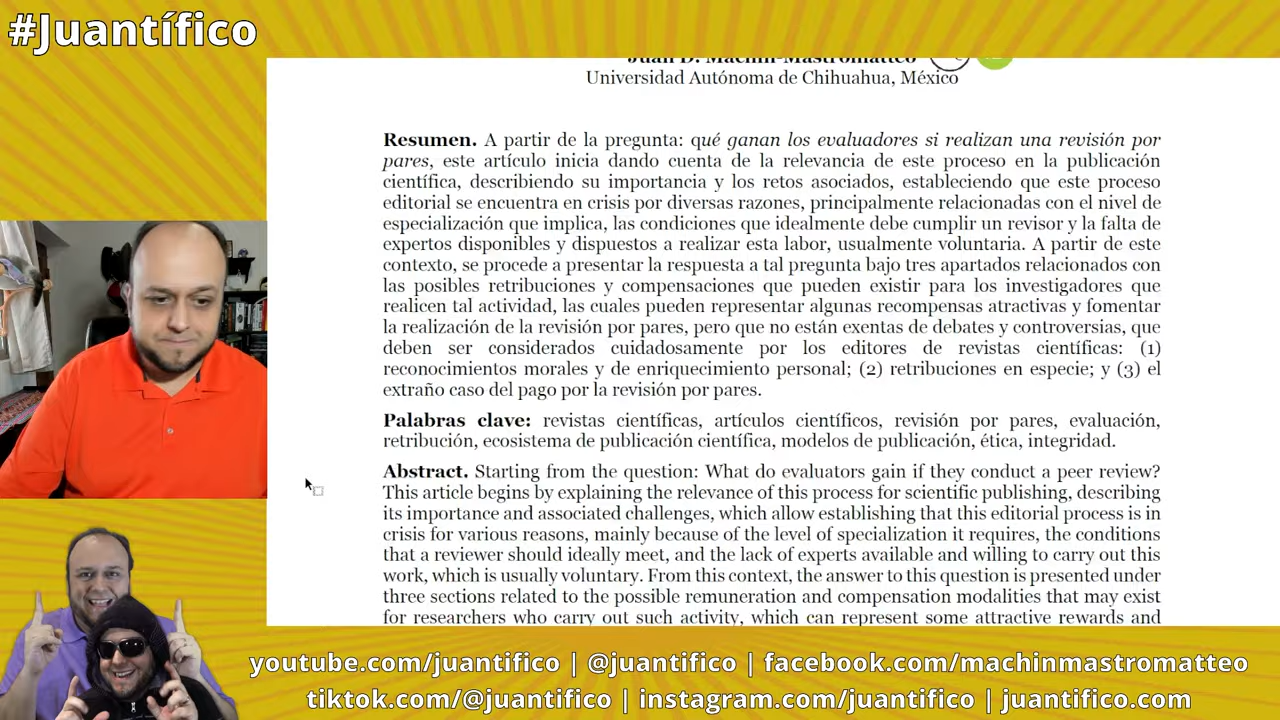 #Juantífico
Juan D. Machin-Mastromatteo
Universidad Autónoma de Chihuahua, México
Resumen. A partir de la pregunta: qué ganan los evaluadores si realizan una revisión por
pares, este artículo inicia dando cuenta de la relevancia de este proceso en la publicación
científica, describiendo su importancia y los retos asociados, estableciendo que este proceso
editorial se encuentra en crisis por diversas razones, principalmente relacionadas con el nivel de
especialización que implica, las condiciones que idealmente debe cumplir un revisor y la falta de
expertos disponibles y dispuestos a realizar esta labor, usualmente voluntaria. A partir de este
contexto, se procede a presentar la respuesta a tal pregunta bajo tres apartados relacionados con
las posibles retribuciones y compensaciones que pueden existir para los investigadores que
realicen tal actividad, las cuales pueden representar algunas recompensas atractivas y fomentar
la realización de la revisión por pares, pero que no están exentas de debates y controversias, que
deben ser considerados cuidadosamente por los editores de revistas científicas: (1)
reconocimientos morales y de enriquecimiento personal; (2) retribuciones en especie; y (3) el
extraño caso del pago por la revisión por pares.
Palabras clave: revistas científicas, artículos científicos, revisión por pares, evaluación,
retribución, ecosistema de publicación científica, modelos de publicación, ética, integridad.
Abstract. Starting from the question: What do evaluators gain if they conduct a peer review?
This article begins by explaining the relevance of this process for scientific publishing, describing
its importance and associated challenges, which allow establishing that this editorial process is in
crisis for various reasons, mainly because of the level of specialization it requires, the conditions
that a reviewer should ideally meet, and the lack of experts available and willing to carry out this
work, which is usually voluntary. From this context, the answer to this question is presented under
three sections related to the possible remuneration and compensation modalities that may exist
for researchers who carry out such activity, which can represent some attractive rewards and
youtube.com/juantifico | @juantifico | facebook.com/machinmastromatteo
tiktok.com/@juantifico | instagram.com/juantifico | juantifico.com